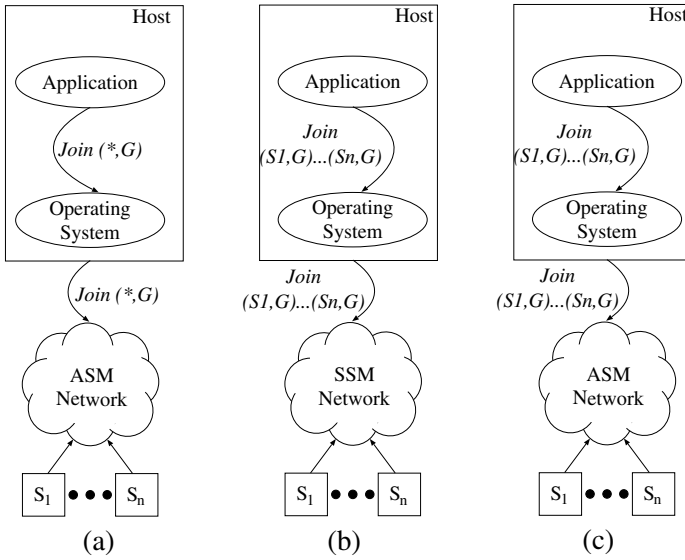 Host
Application
Join (*,G)
Operating
System
Join (*,G)
ASM
Network
S1
Sn
(a)
Host
Application
Join
(S1,G)...(Sn,G)
Operating
System
Join
(S1,G)...(Sn,G)
SSM
Network
S1
Sn
(b)
Host
Application
Join
(S1,G)...(Sn,G)
Operating
System
Join
(S1,G)...(Sn,G)
ASM
Network
S1
Sn
(c)